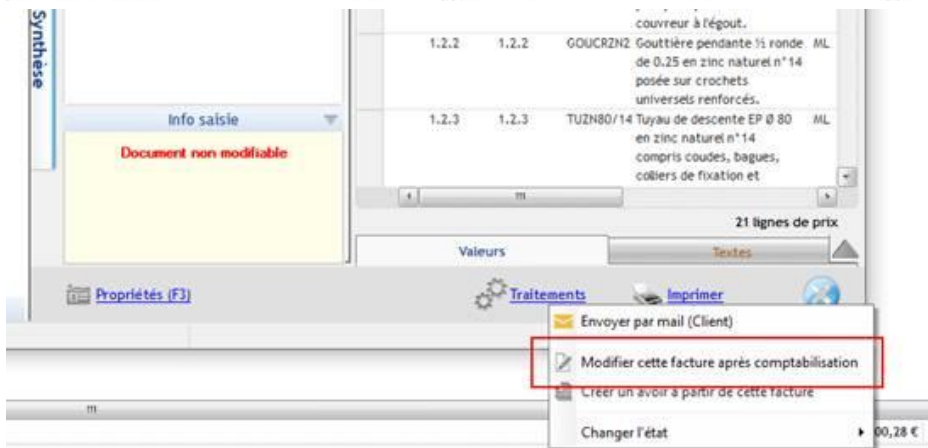 Synthèse
couvreur à l'égout.
1.2.2 1.2.2 GOUCRZN2 Gouttière pendante ½ ronde ML
de 0.25 en zinc naturel n°14
posée sur crochets
universels renforcés.
1.2.3 1.2.3 TUZN80/14 Tuyau de descente EP Ø 80 ML
en zinc naturel n°14
compris coudes, bagues,
colliers de fixation et
Info saisie
Document non modifiable
21 lignes de prix
Valeurs Textes
Propriétés (F3) Traitements Imprimer
Envoyer par mail (Client)
Modifier cette facture après comptabilisation
Créer un avoir à partir de cette facture
Changer l'état
00,28 €